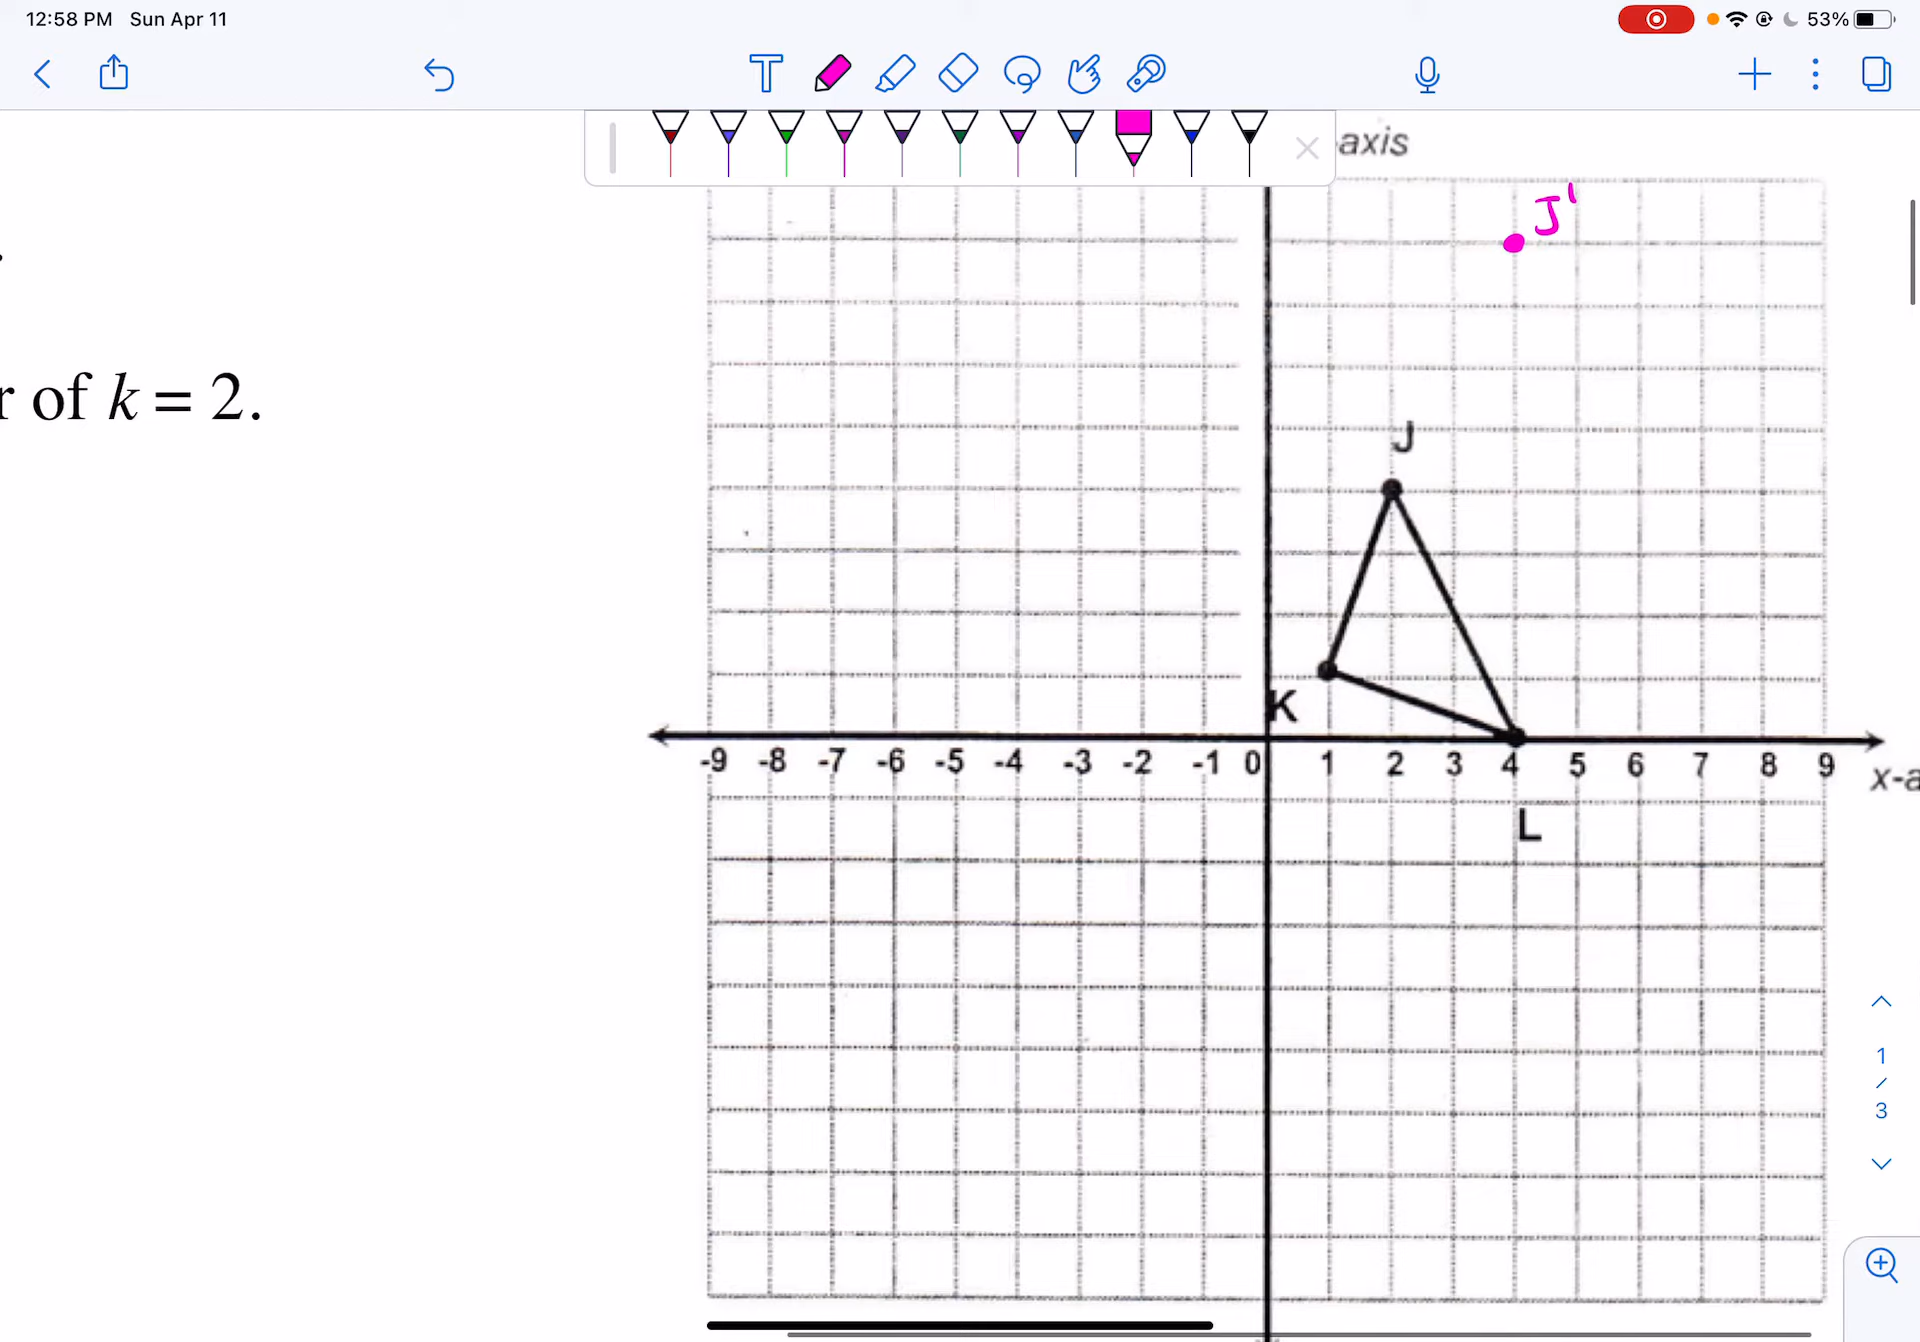 12:58 PM Sun Apr 11
53%
axis
J'
r of k = 2.
J
K
-9 -8 -7 -6 -5 -4 -3 -2 -1 0 1 2 3 4 5 6 7 8 9
x-a
L
1
/
3